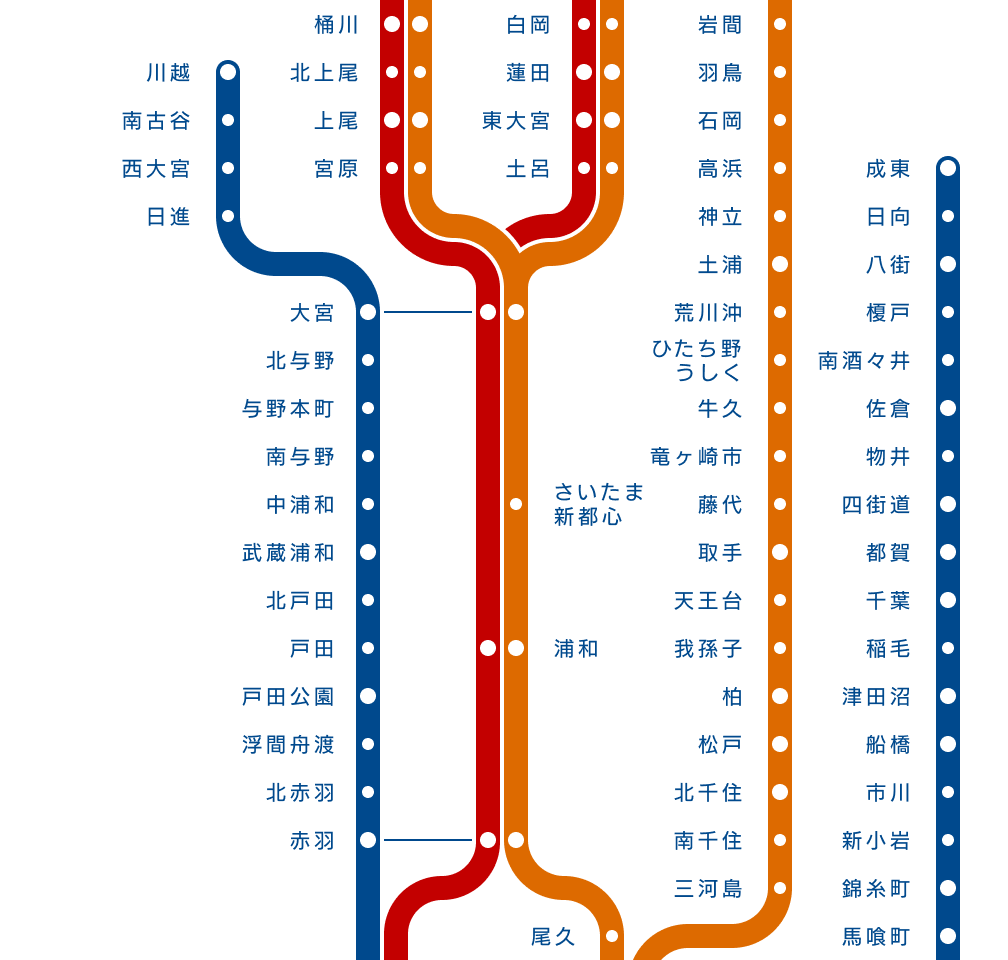 桶川
北上尾
上尾
宮原
白岡
蓮田
東大宮
土呂
川越
南古谷
西大宮
日進
大宮
北与野
与野本町
南与野
中浦和
武蔵浦和
北戸田
戸田
戸田公園
浮間舟渡
北赤羽
赤羽
さいたま
新都心
浦和
尾久
岩間
羽鳥
石岡
高浜
神立
土浦
荒川沖
ひたち野
うしく
牛久
竜ヶ崎市
藤代
取手
天王台
我孫子
柏
松戸
北千住
南千住
三河島
成東
日向
八街
榎戸
南酒々井
佐倉
物井
四街道
都賀
千葉
稲毛
津田沼
船橋
市川
新小岩
錦糸町
馬喰町